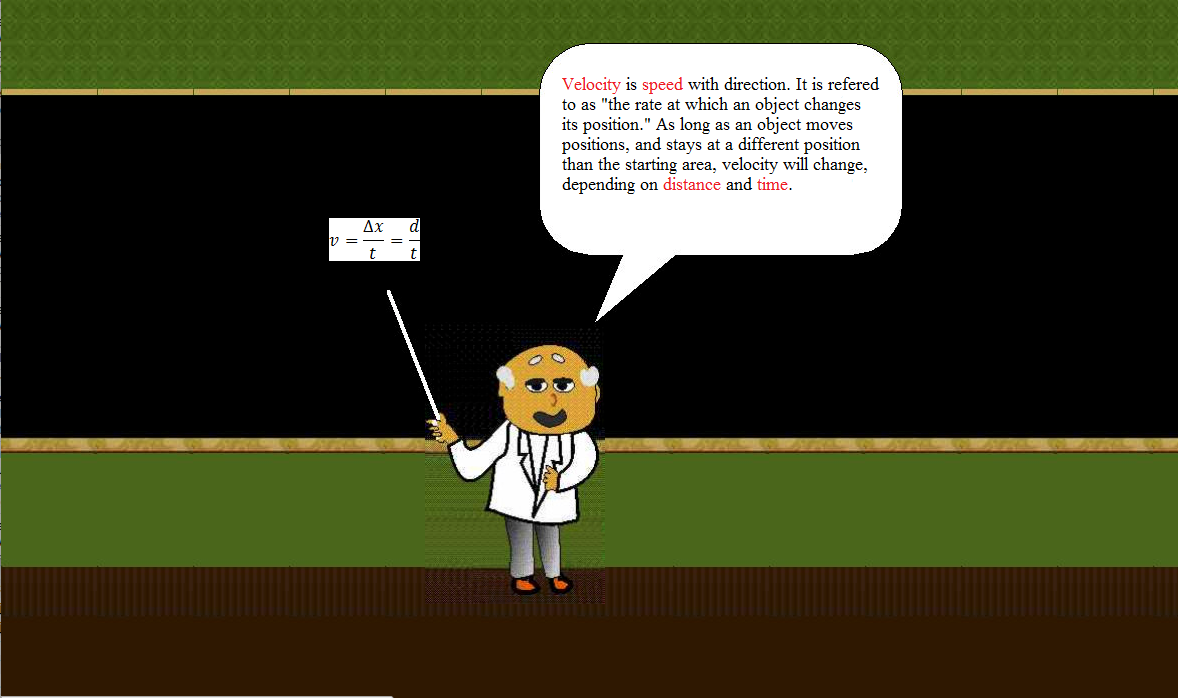 Velocity is speed with direction. It is refered
to as "the rate at which an object changes
its position." As long as an object moves
positions, and stays at a different position
than the starting area, velocity will change,
depending on distance and time.
v = Δx/t = d/t